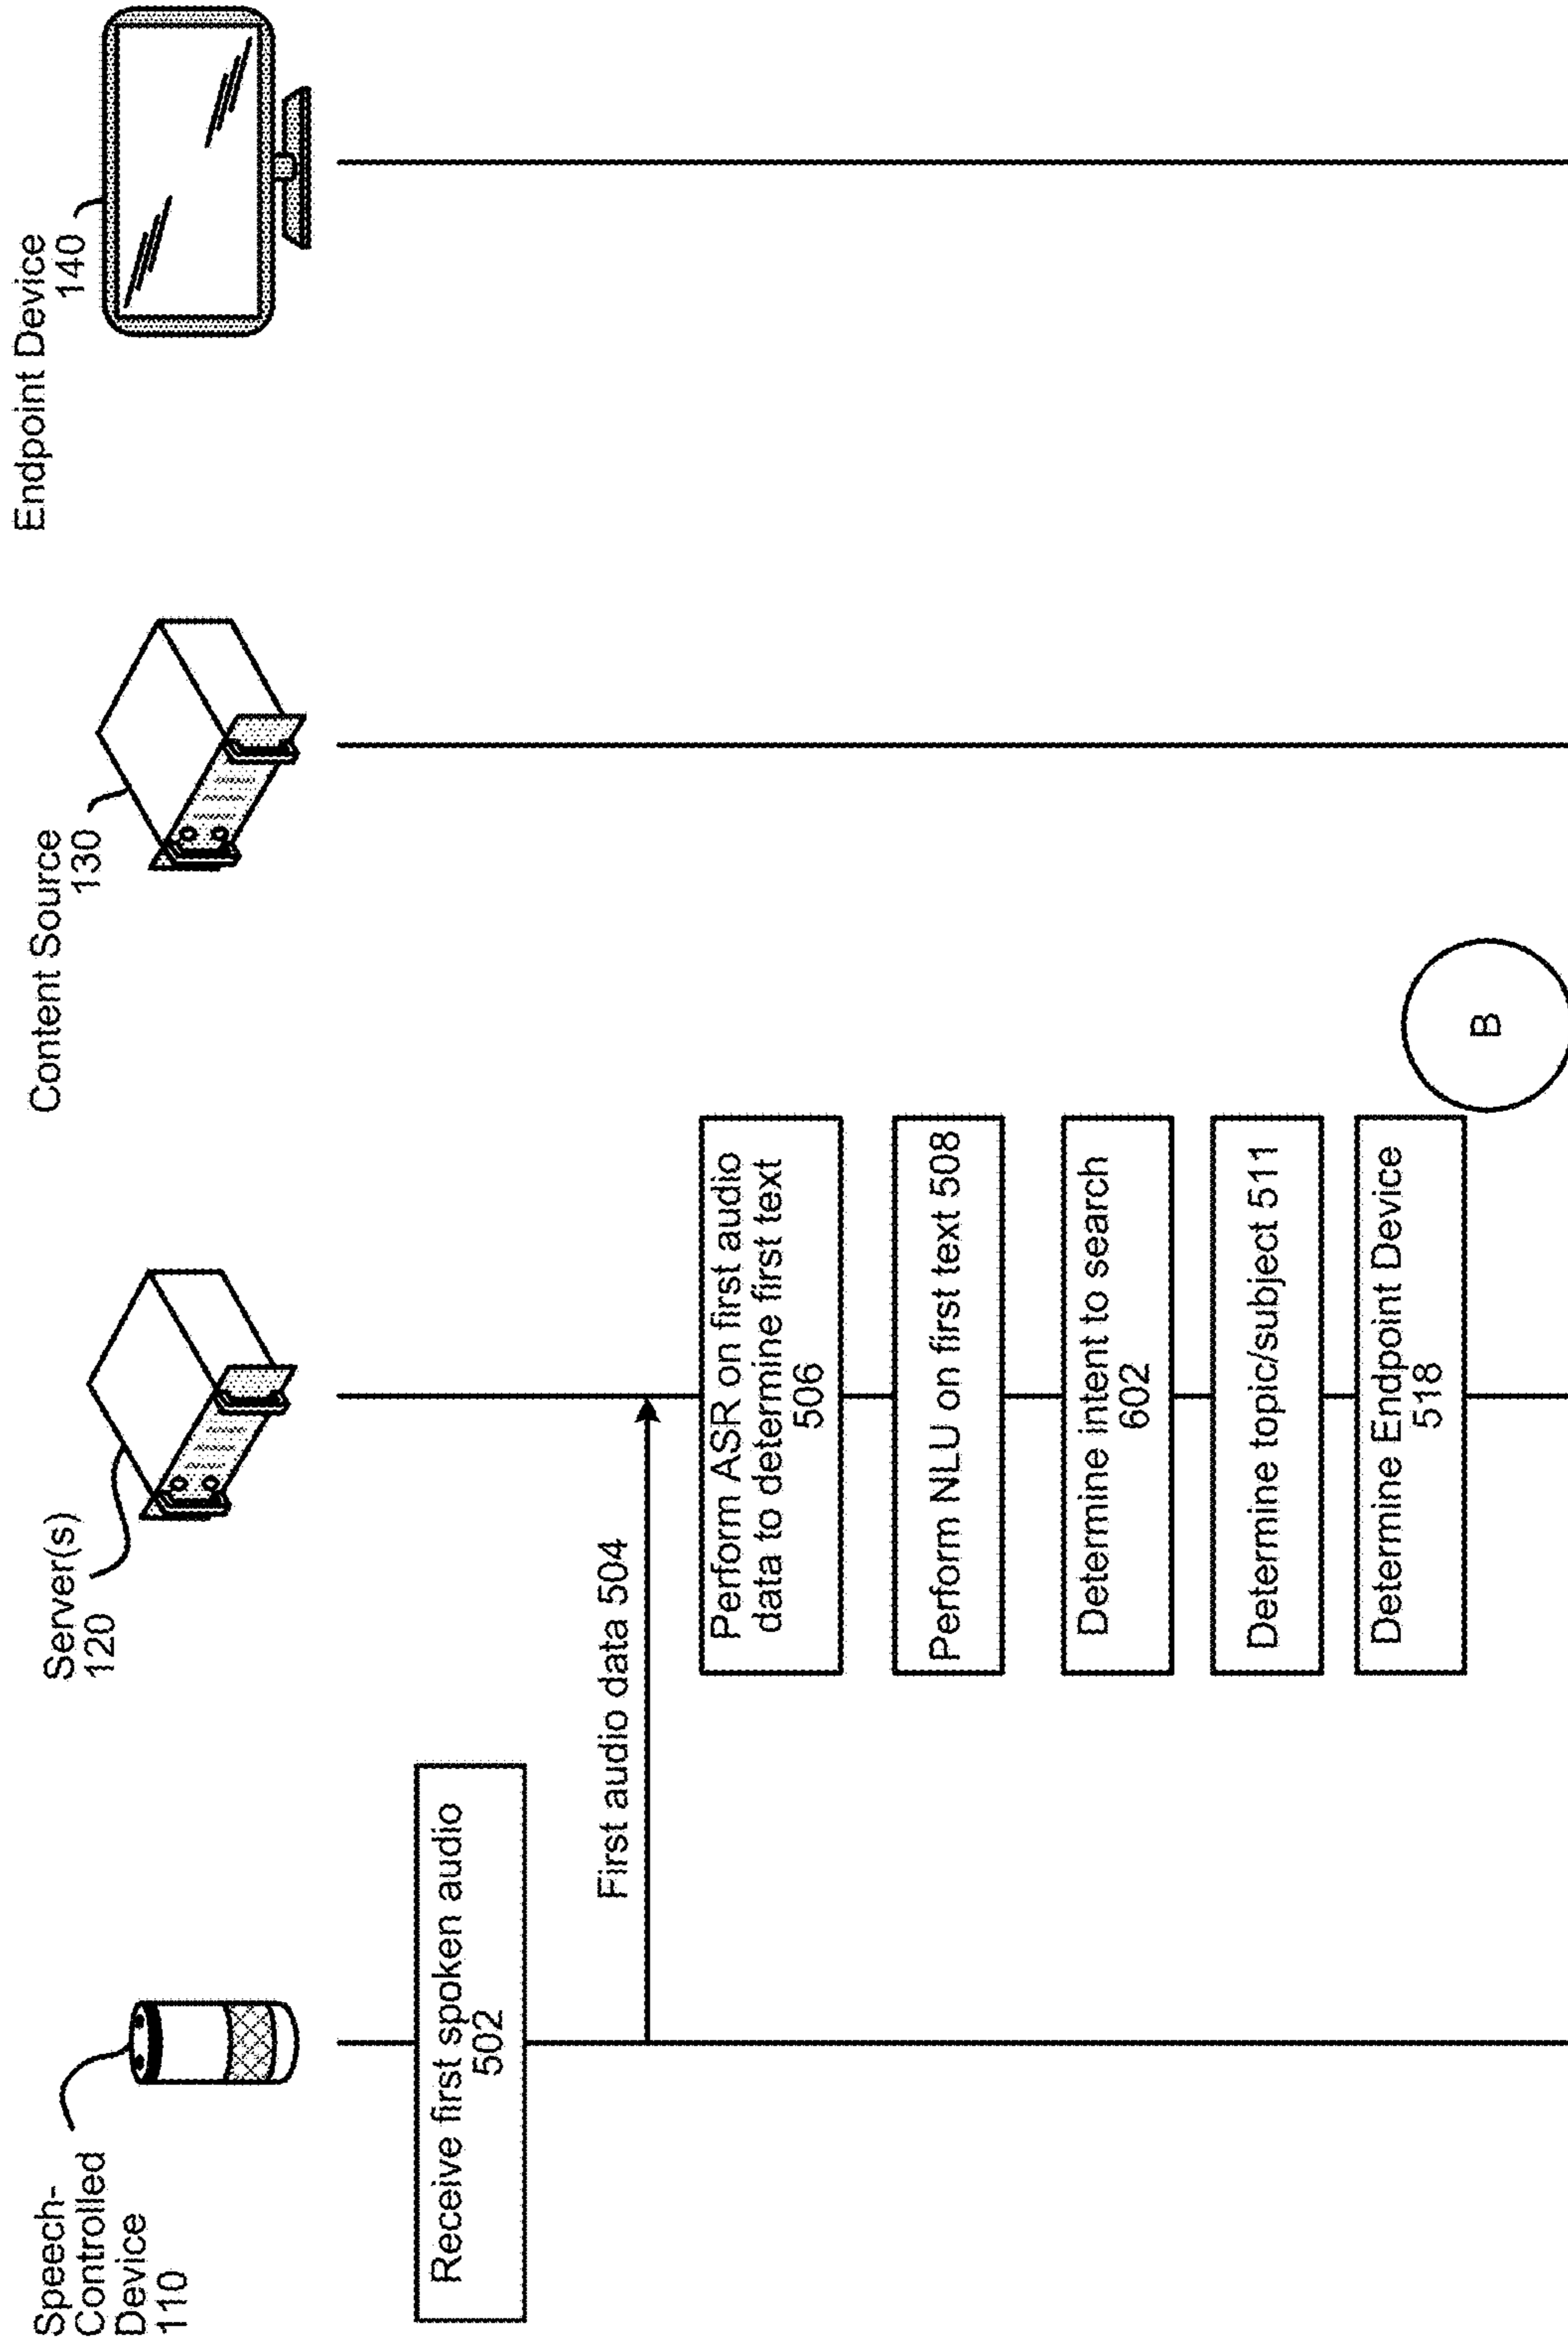 Speech-
Controlled
Device
110
Server(s)
120
Content Source
130
Endpoint Device
140
Receive first spoken audio
502
First audio data 504
Perform ASR on first audio
data to determine first text
506
Perform NLU on first text 508
Determine intent to search
602
Determine topic/subject 511
Determine Endpoint Device
518
B